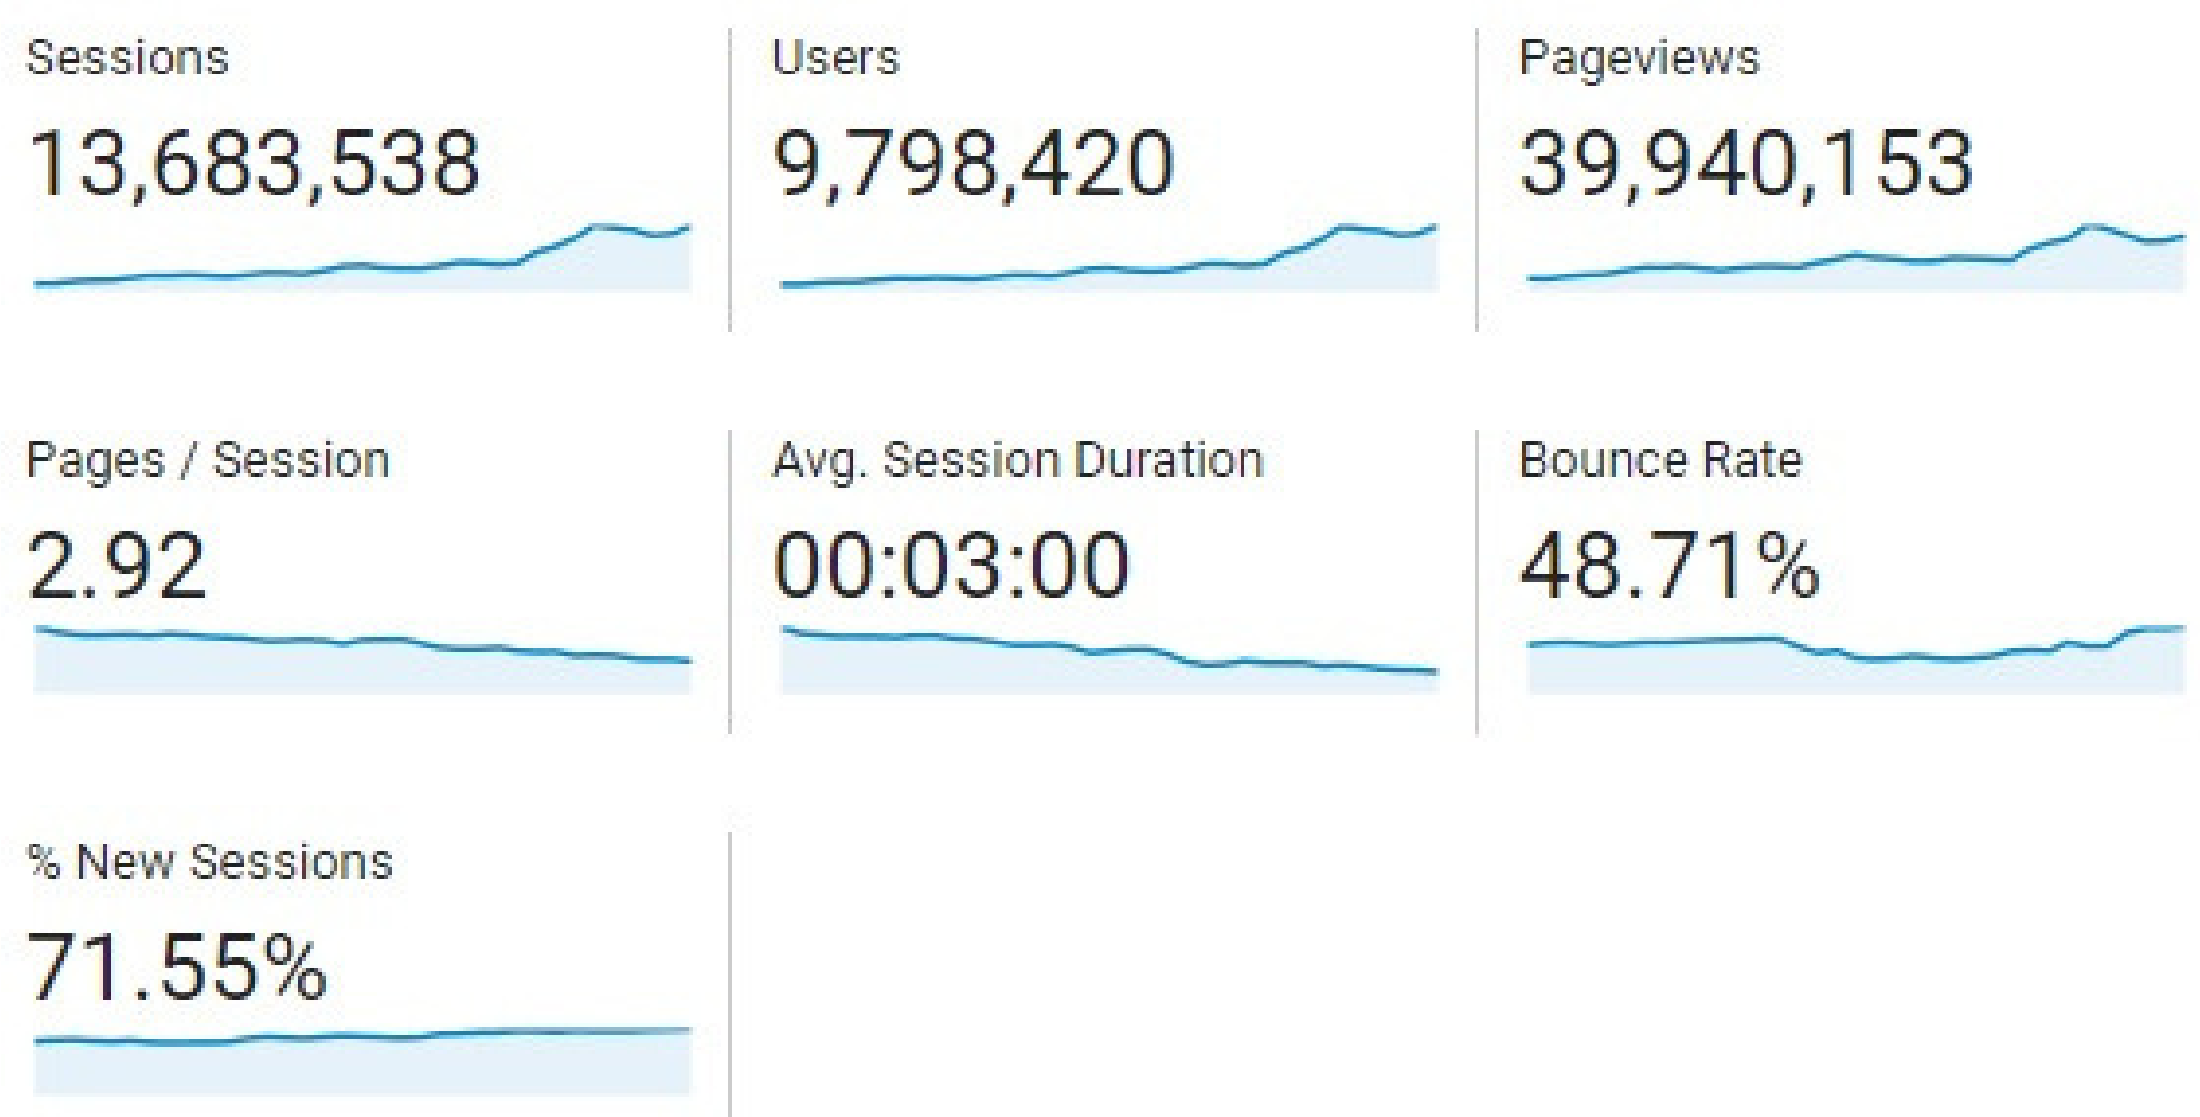 Sessions
13,683,538
Users
9,798,420
Pageviews
39,940,153
Pages / Session
2.92
Avg. Session Duration
00:03:00
Bounce Rate
48.71%
% New Sessions
71.55%